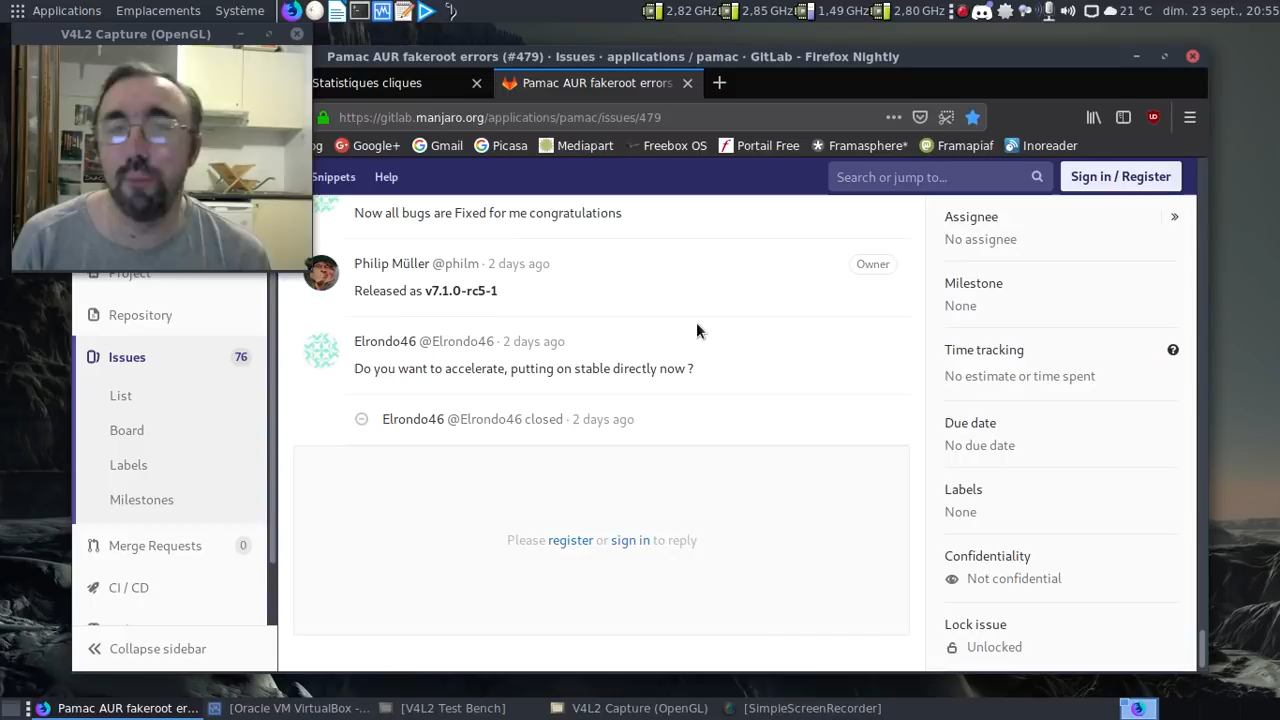 Applications Emplacements Système 2,82 GHz 2,85 GHz 1,49 GHz 2,80 GHz 21 °C dim. 23 sept., 20:55
V4L2 Capture (OpenGL)
Pamac AUR fakeroot errors (#479) · Issues · applications / pamac · GitLab - Firefox Nightly
Statistiques cliques Pamac AUR fakeroot errors
https://gitlab.manjaro.org/applications/pamac/issues/479
og Google+ Gmail Picasa Mediapart Freebox OS Portail Free Framasphere* Framapiaf Inoreader
Snippets Help Search or jump to... Sign in / Register
Now all bugs are Fixed for me congratulations
Philip Müller @philm · 2 days ago Owner
Released as v7.1.0-rc5-1
Elrondo46 @Elrondo46 · 2 days ago
Do you want to accelerate, putting on stable directly now ?
Elrondo46 @Elrondo46 closed · 2 days ago
Please register or sign in to reply
Project
Repository
Issues 76
List
Board
Labels
Milestones
Merge Requests 0
CI / CD
Collapse sidebar
Assignee
No assignee
Milestone
None
Time tracking
No estimate or time spent
Due date
No due date
Labels
None
Confidentiality
Not confidential
Lock issue
Unlocked
Pamac AUR fakeroot er... [Oracle VM VirtualBox -... [V4L2 Test Bench] V4L2 Capture (OpenGL) [SimpleScreenRecorder]